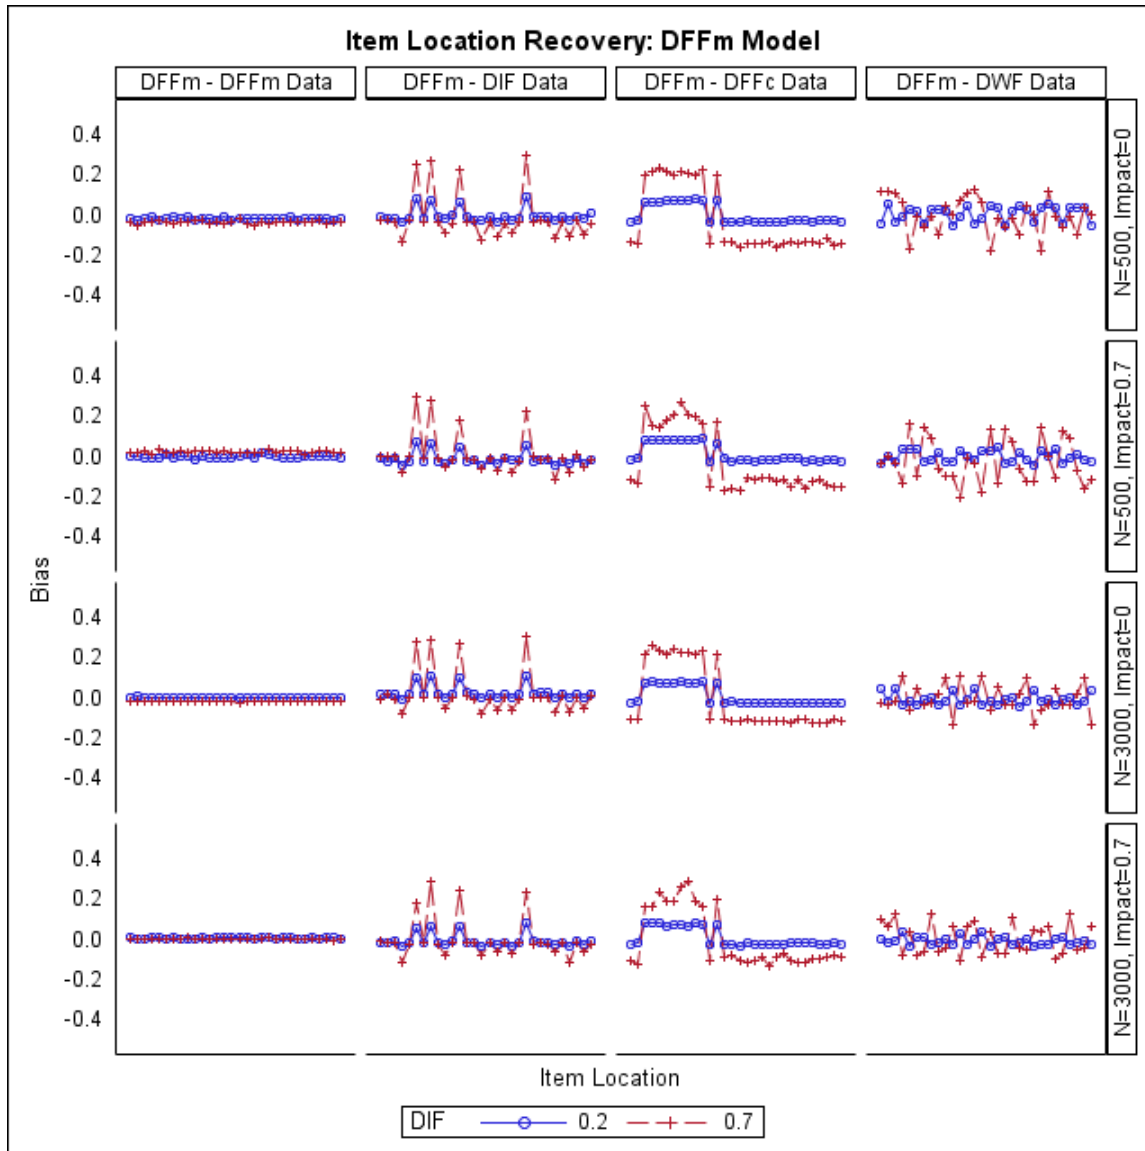 Item Location Recovery: DFFm Model
DFFm - DFFm Data
DFFm - DIF Data
DFFm - DFFc Data
DFFm - DWF Data
0.4
0.2
0.0
-0.2
-0.4
N=500, Impact=0
0.4
0.2
0.0
-0.2
-0.4
N=500, Impact=0.7
Bias
0.4
0.2
0.0
-0.2
-0.4
N=3000, Impact=0
0.4
0.2
0.0
-0.2
-0.4
N=3000, Impact=0.7
Item Location
DIF 0.2 0.7